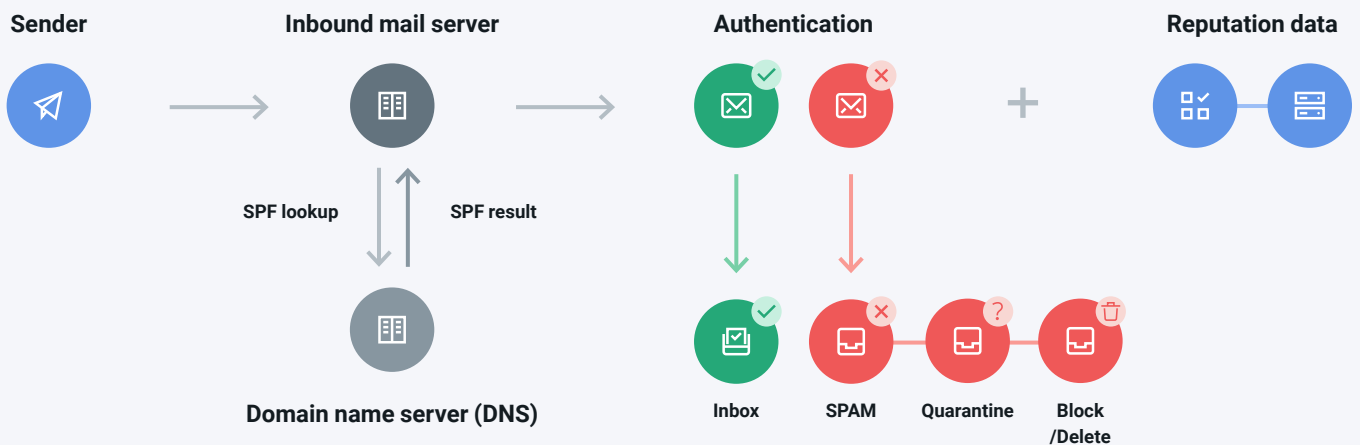 Sender
Inbound mail server
Authentication
Reputation data
SPF lookup
SPF result
Domain name server (DNS)
Inbox
SPAM
Quarantine
Block
/Delete